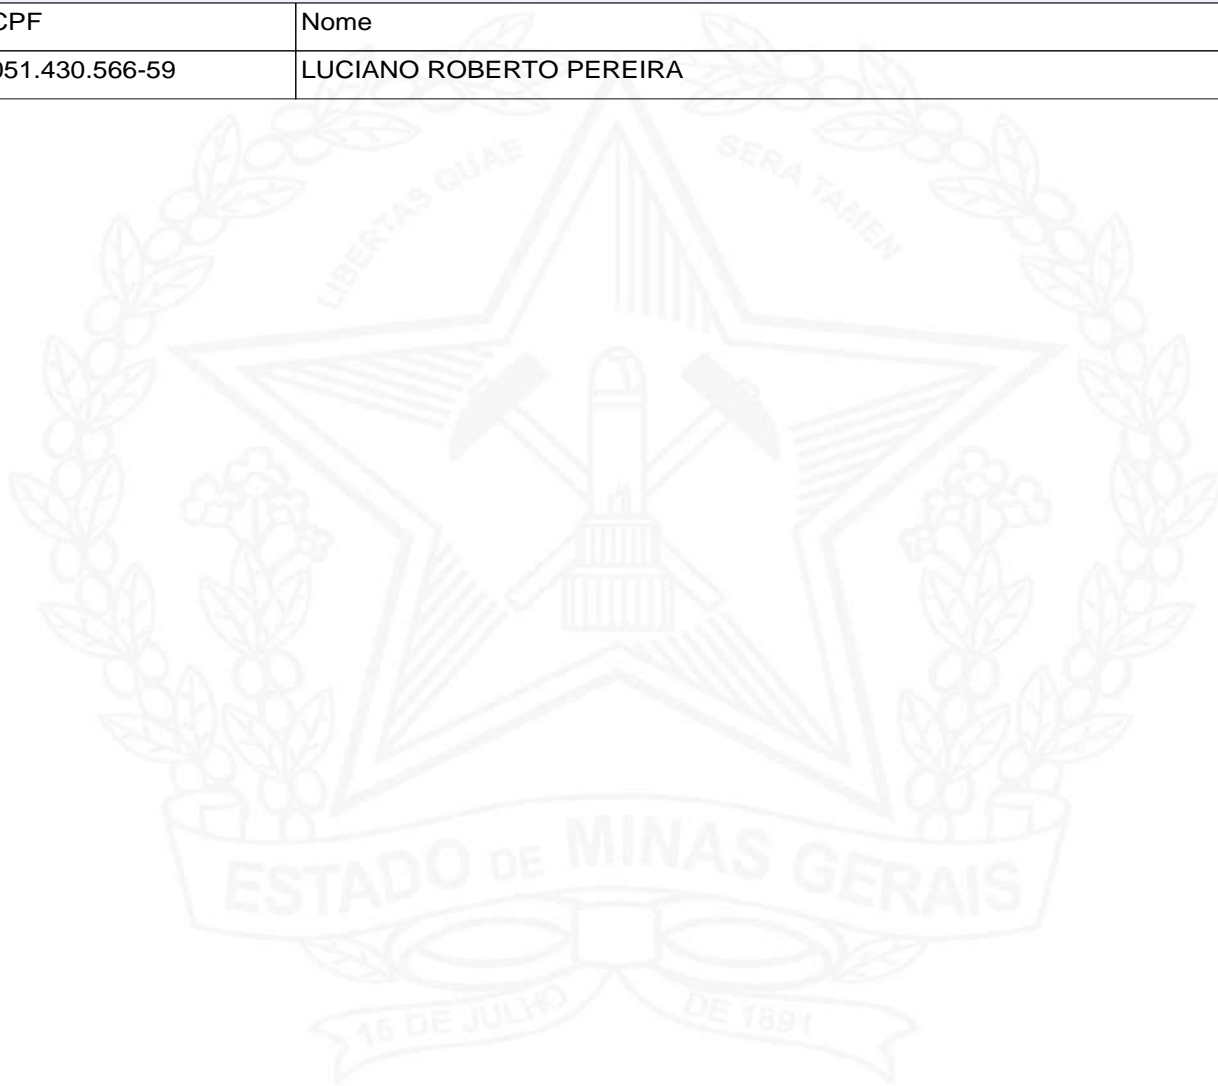 CPF Nome
051.430.566-59 LUCIANO ROBERTO PEREIRA
LIBERTAS QUAE SERA TAMEN
ESTADO DE MINAS GERAIS
15 DE JULHO DE 1891